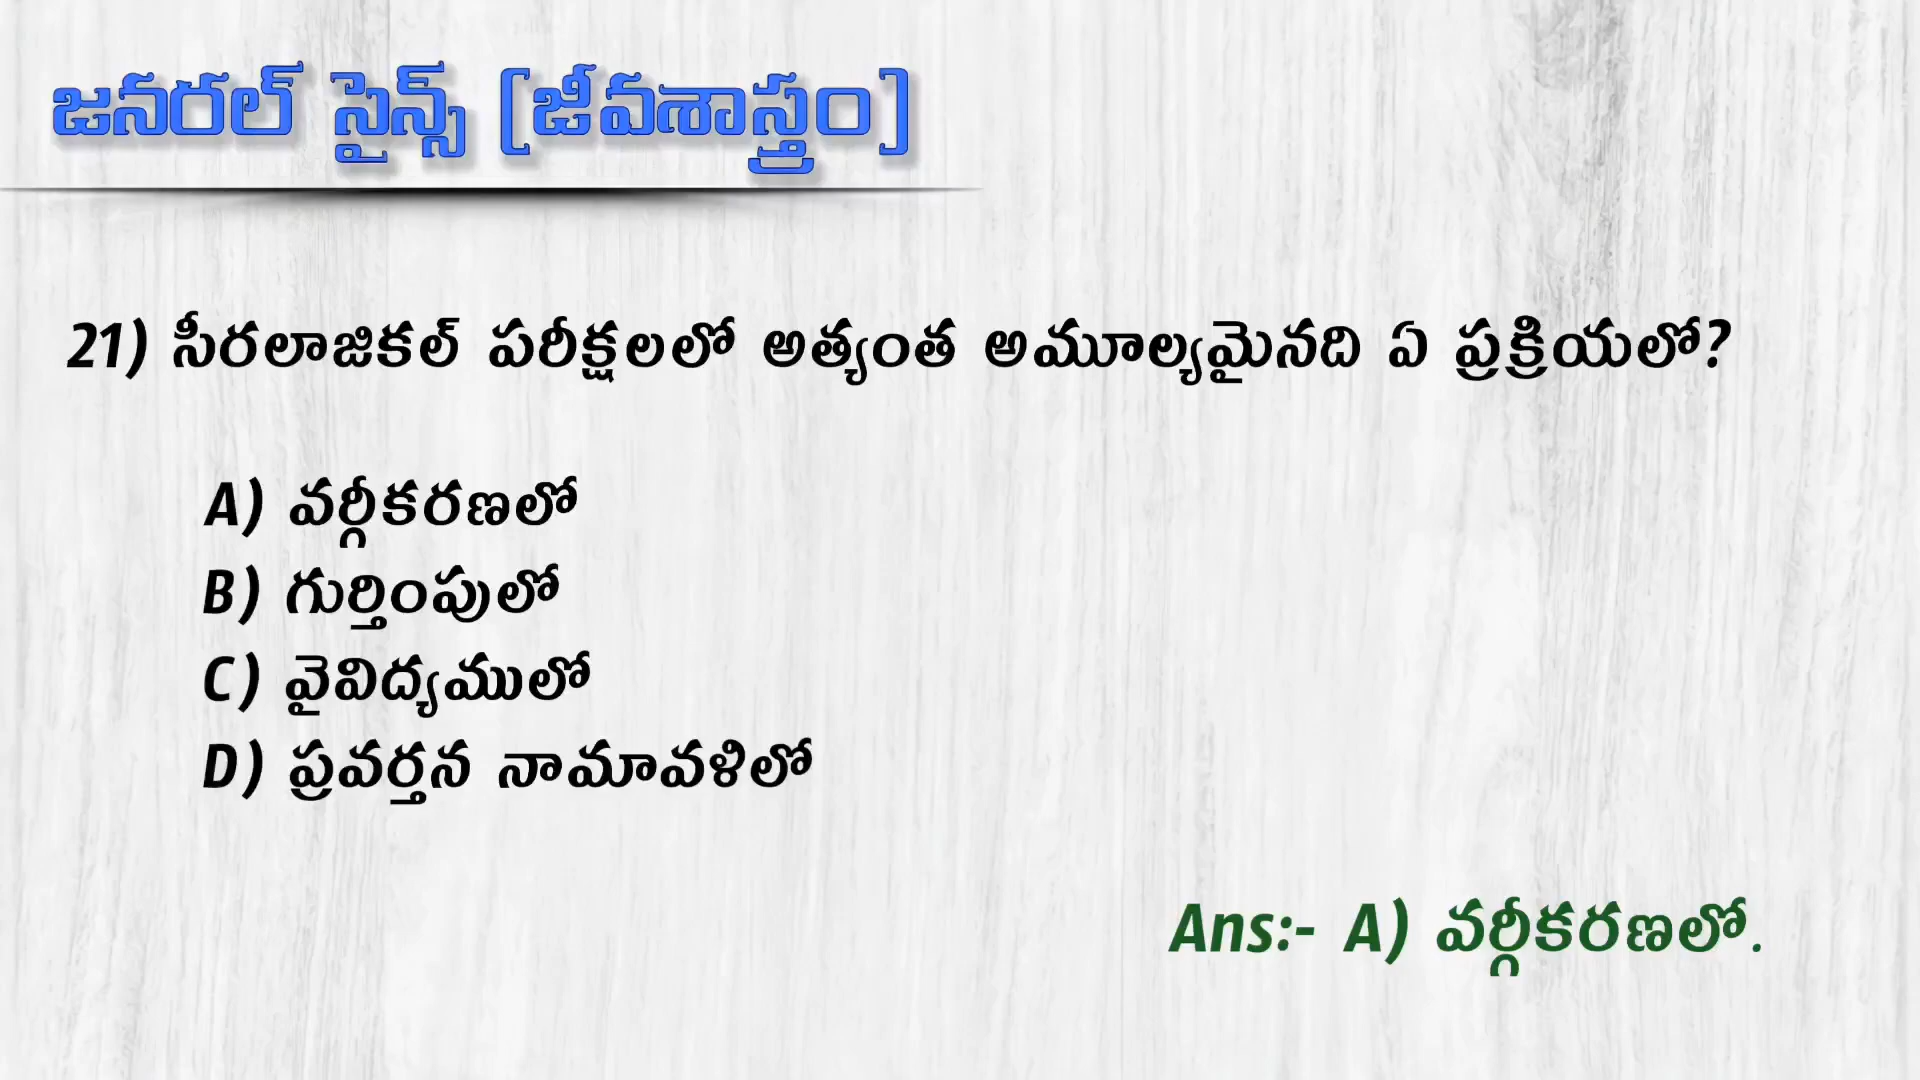 జనరల్ సైన్స్ [జీవశాస్త్రం]
21) సీరలాజికల్ పరీక్షలలో అత్యంత అమూల్యమైనది ఏ ప్రక్రియలో?
A) వర్గీకరణలో
B) గుర్తింపులో
C) వైవిద్యములో
D) ప్రవర్తన నామావళిలో
Ans:- A) వర్గీకరణలో.